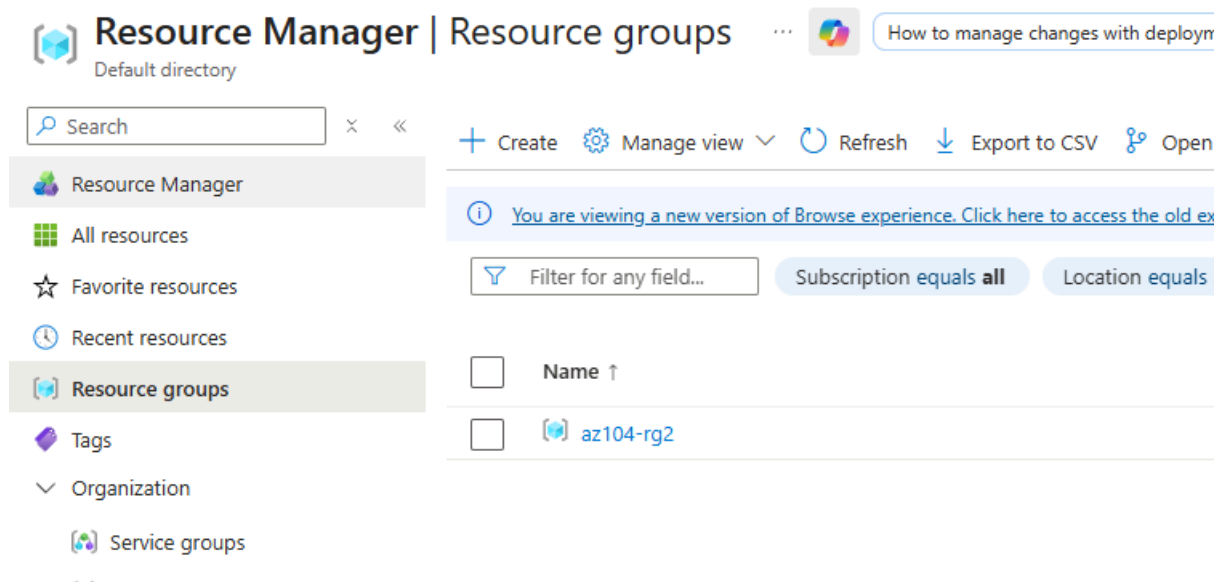 Resource Manager | Resource groups ...
How to manage changes with
Default directory
Search
Create Manage view Refresh Export to CSV Open
Resource Manager
You are viewing a new version of Browse experience. Click here to access the old
All resources
Filter for any field... Subscription equals all Location equals
Favorite resources
Recent resources
Name ↑
Resource groups
az104-rg2
Tags
Organization
Service groups